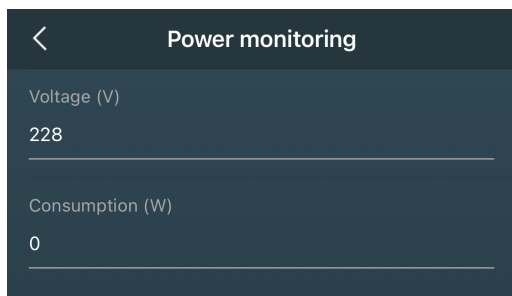 Power monitoring
Voltage (V)
228
Consumption (W)
0